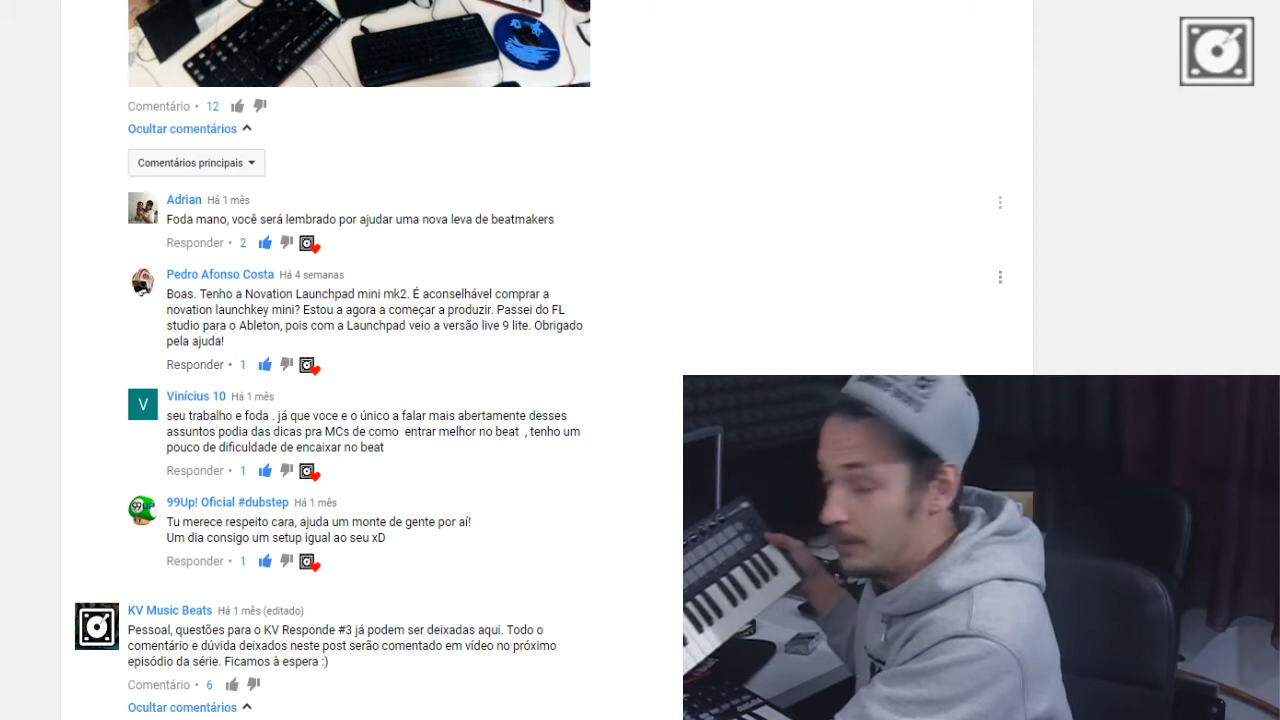 Comentário • 12
Ocultar comentários
Comentários principais
Adrian Há 1 mês
Foda mano, você será lembrado por ajudar uma nova leva de beatmakers
Responder • 2
Pedro Afonso Costa Há 4 semanas
Boas. Tenho a Novation Launchpad mini mk2. É aconselhável comprar a
novation launchkey mini? Estou a agora a começar a produzir. Passei do FL
studio para o Ableton, pois com a Launchpad veio a versão live 9 lite. Obrigado
pela ajuda!
Responder • 1
V
Vinícius 10 Há 1 mês
seu trabalho e foda . já que voce e o único a falar mais abertamente desses
assuntos podia das dicas pra MCs de como entrar melhor no beat , tenho um
pouco de dificuldade de encaixar no beat
Responder • 1
99UP
99Up! Oficial #dubstep Há 1 mês
Tu merece respeito cara, ajuda um monte de gente por aí!
Um dia consigo um setup igual ao seu xD
Responder • 1
KV Music Beats Há 1 mês (editado)
Pessoal, questões para o KV Responde #3 já podem ser deixadas aqui. Todo o
comentário e dúvida deixados neste post serão comentado em vídeo no próximo
episódio da série. Ficamos à espera :)
Comentário • 6
Ocultar comentários